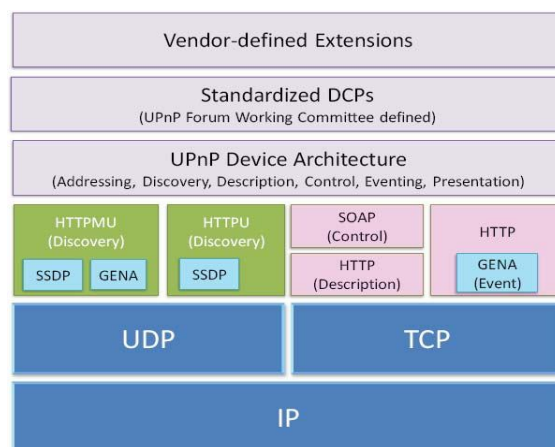 Vendor-defined Extensions
Standardized DCPs
(UPnP Forum Working Committee defined)
UPnP Device Architecture
(Addressing, Discovery, Description, Control, Eventing, Presentation)
HTTPMU
(Discovery)
SSDP
GENA
HTTPU
(Discovery)
SSDP
SOAP
(Control)
HTTP
(Description)
HTTP
GENA
(Event)
UDP
TCP
IP